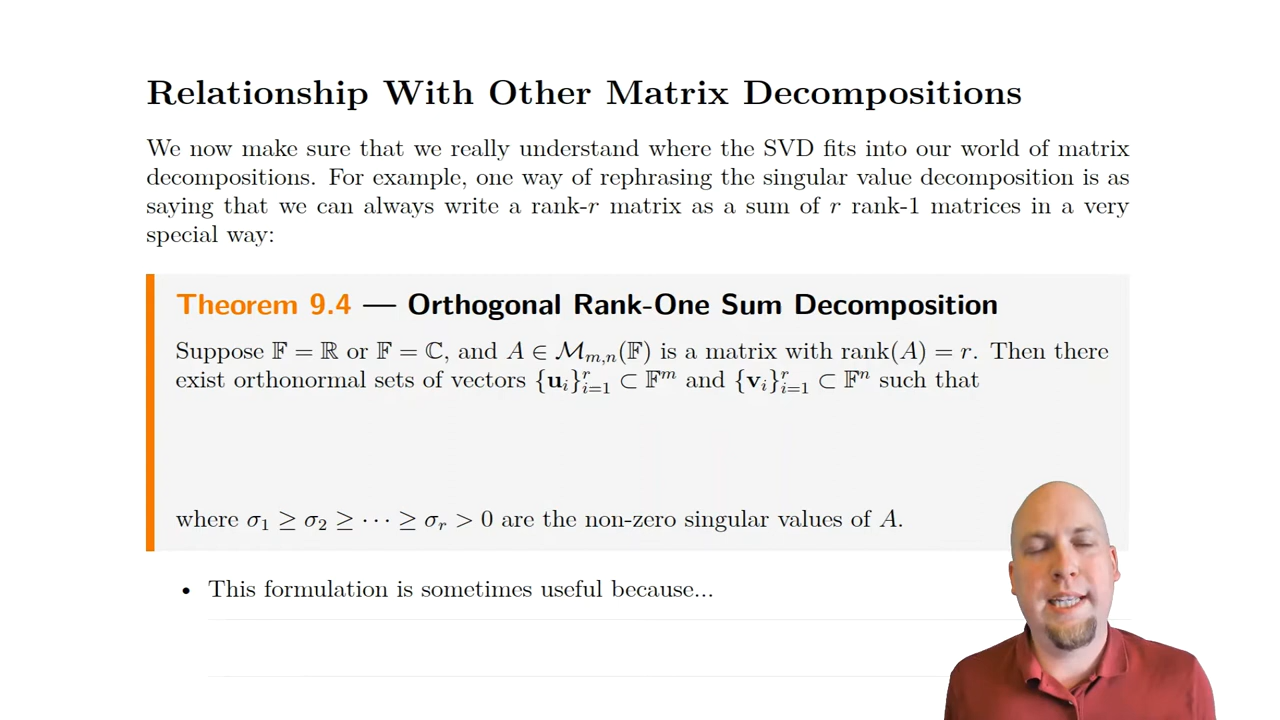 Relationship With Other Matrix Decompositions
We now make sure that we really understand where the SVD fits into our world of matrix
decompositions. For example, one way of rephrasing the singular value decomposition is as
saying that we can always write a rank-r matrix as a sum of r rank-1 matrices in a very
special way:
Theorem 9.4 — Orthogonal Rank-One Sum Decomposition
Suppose 𝔽 = ℝ or 𝔽 = ℂ, and A ∈ ℳₘ,ₙ(𝔽) is a matrix with rank(A) = r. Then there
exist orthonormal sets of vectors {𝐮ᵢ}ʳᵢ₌₁ ⊂ 𝔽ᵐ and {𝐯ᵢ}ʳᵢ₌₁ ⊂ 𝔽ⁿ such that
where σ₁ ≥ σ₂ ≥ ⋯ ≥ σᵣ > 0 are the non-zero singular values of A.
• This formulation is sometimes useful because...